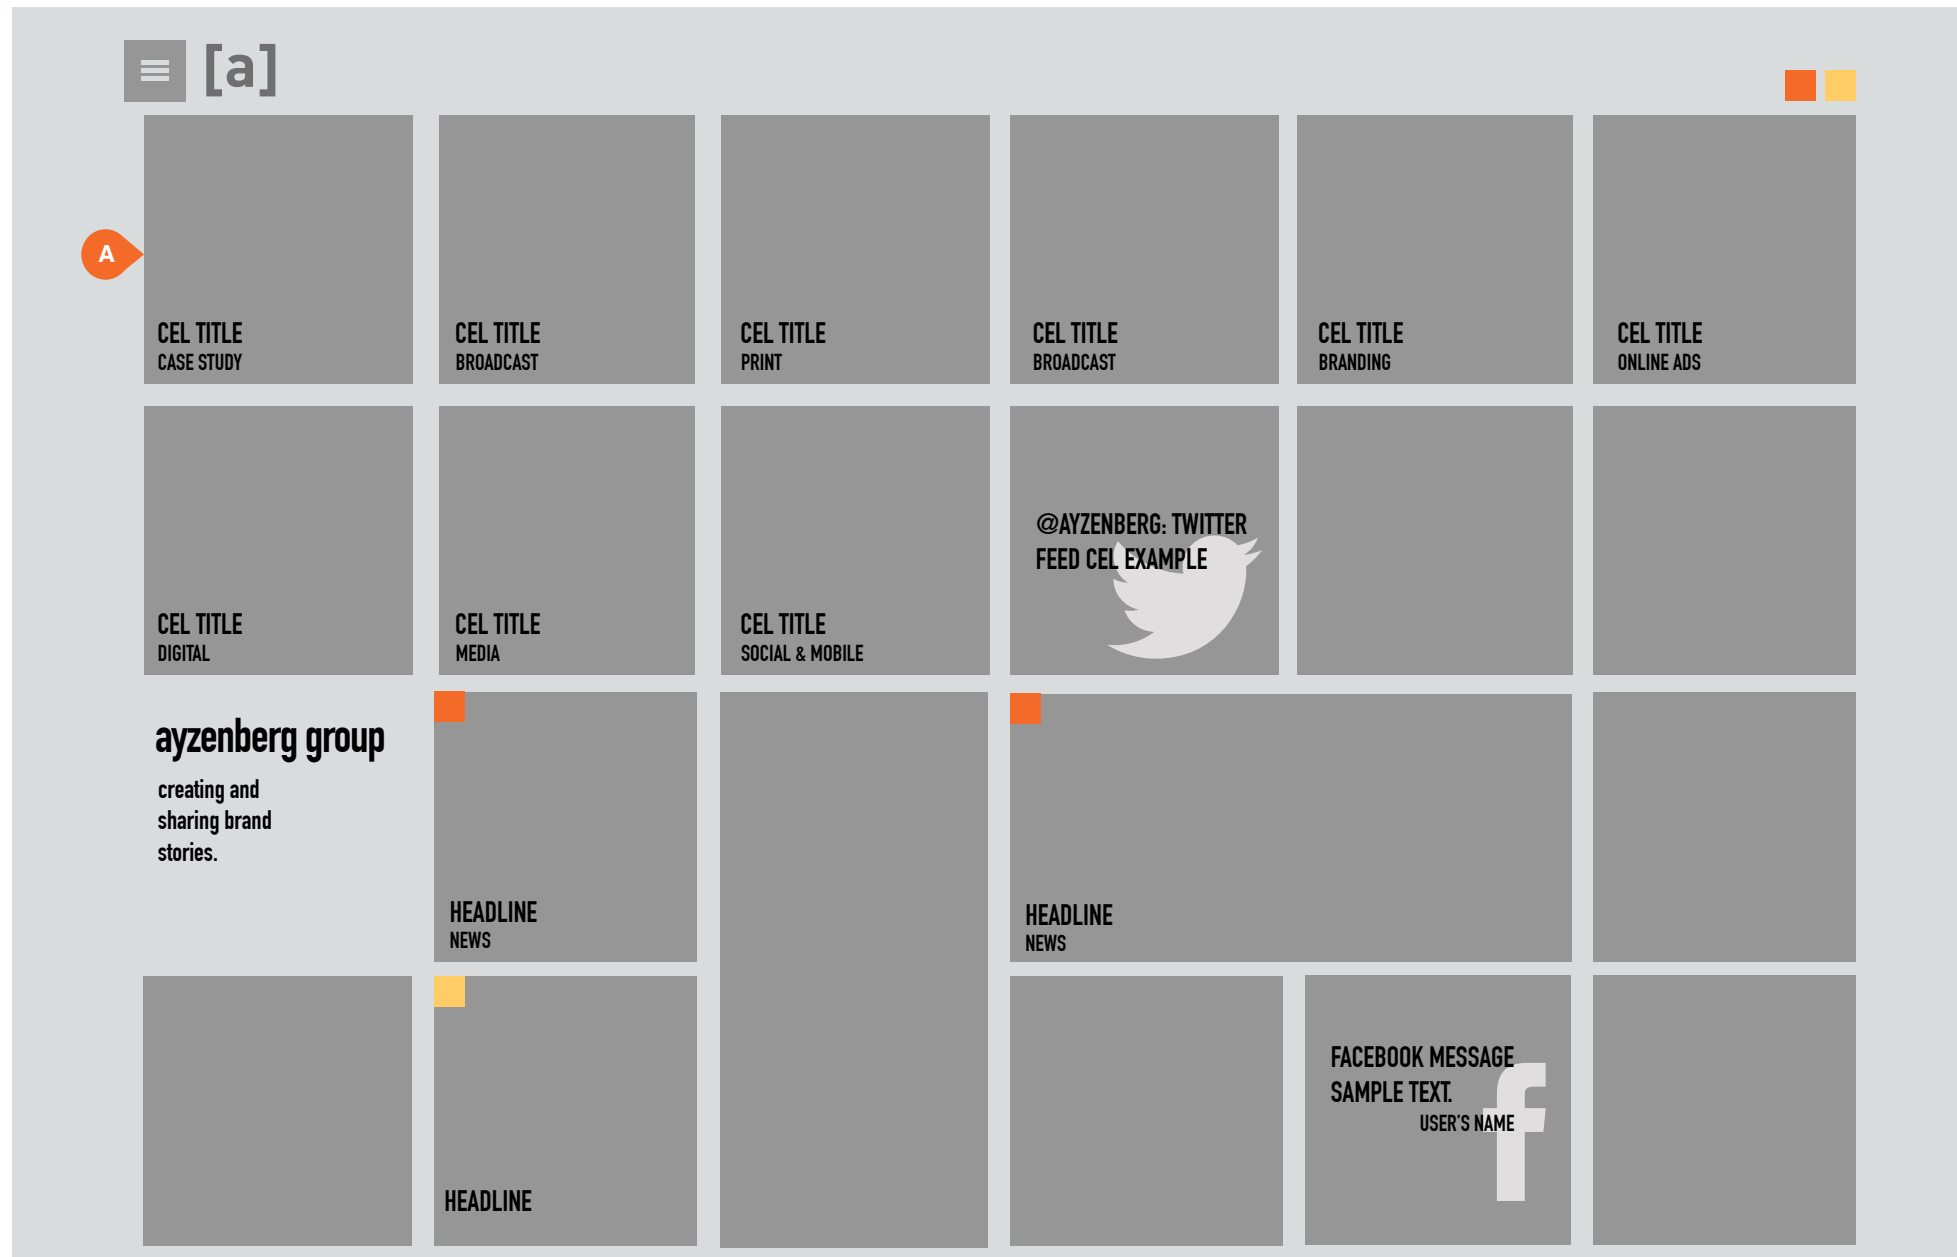 [a]
A
CEL TITLE
CASE STUDY
CEL TITLE
BROADCAST
CEL TITLE
PRINT
CEL TITLE
BROADCAST
CEL TITLE
BRANDING
CEL TITLE
ONLINE ADS
CEL TITLE
DIGITAL
CEL TITLE
MEDIA
CEL TITLE
SOCIAL & MOBILE
@AYZENBERG: TWITTER
FEED CEL EXAMPLE
ayzenberg group
creating and
sharing brand
stories.
HEADLINE
NEWS
HEADLINE
NEWS
HEADLINE
FACEBOOK MESSAGE
SAMPLE TEXT.
USER'S NAME